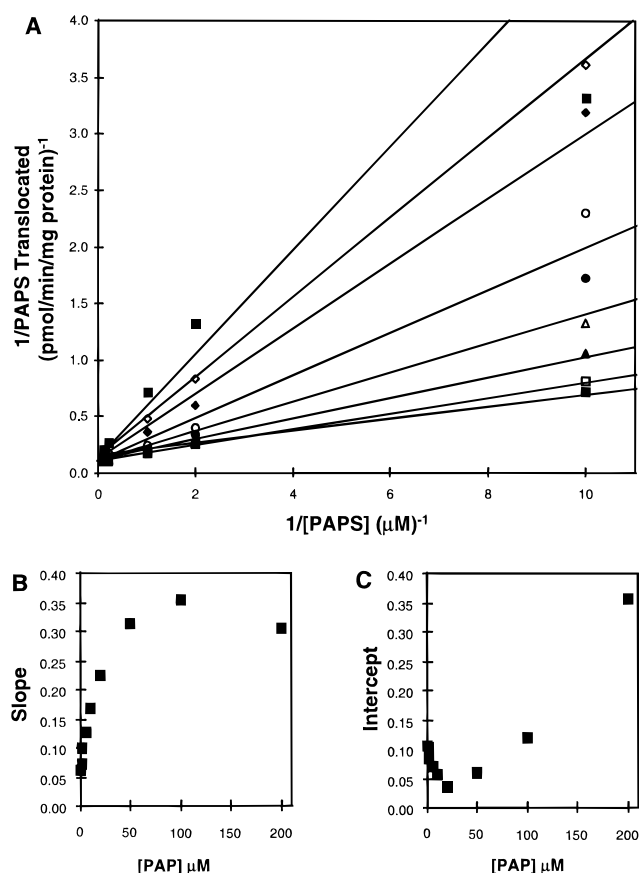 A
1/PAPS Translocated
(pmol/min/mg protein)-1
4.0
3.5
3.0
2.5
2.0
1.5
1.0
0.5
0.0
0 2 4 6 8 10
1/[PAPS] (µM)-1
B
Slope
0.40
0.35
0.30
0.25
0.20
0.15
0.10
0.05
0.00
0 50 100 150 200
[PAP] µM
C
Intercept
0.40
0.35
0.30
0.25
0.20
0.15
0.10
0.05
0.00
0 50 100 150 200
[PAP] µM